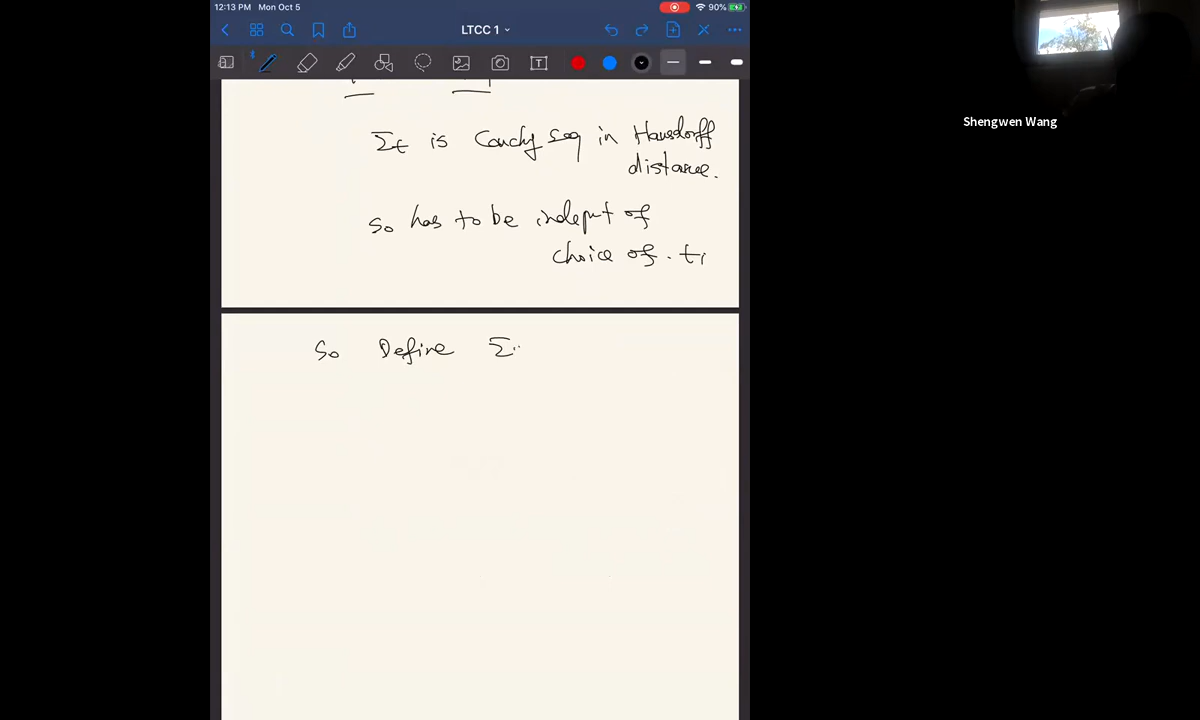 12:13 PM Mon Oct 5
90%
LTCC 1
T
Σt is Cauchy seq in Hausdorff
distance.
So has to be indept of
choice of . ti
So Define Σ
Shengwen Wang